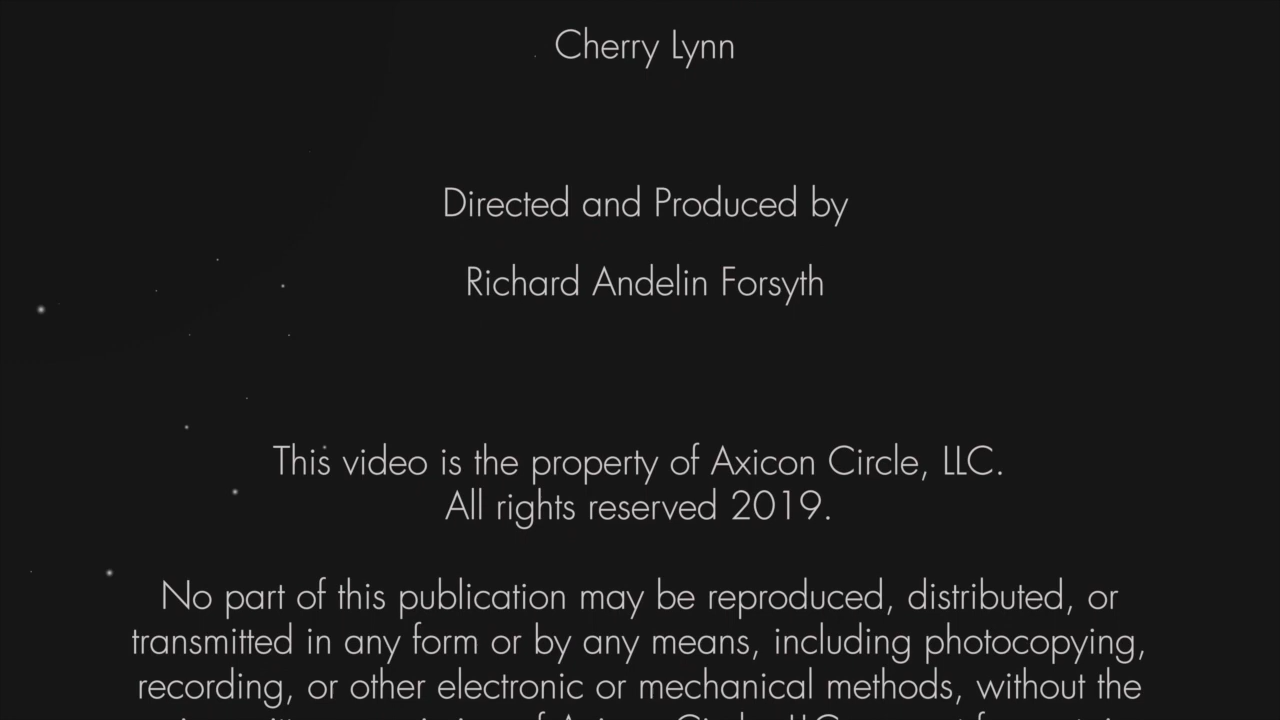 Cherry Lynn
Directed and Produced by
Richard Andelin Forsyth
This video is the property of Axicon Circle, LLC.
All rights reserved 2019.
No part of this publication may be reproduced, distributed, or
transmitted in any form or by any means, including photocopying,
recording, or other electronic or mechanical methods, without the